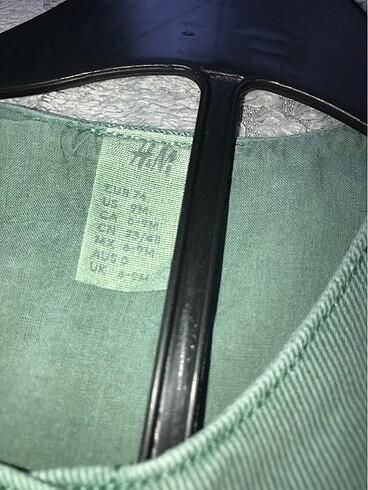 H&M
EUR 74
US 9M
CA 6-9M
CN 73/48
MX 6-9M
AUS 0
UK 6-9M